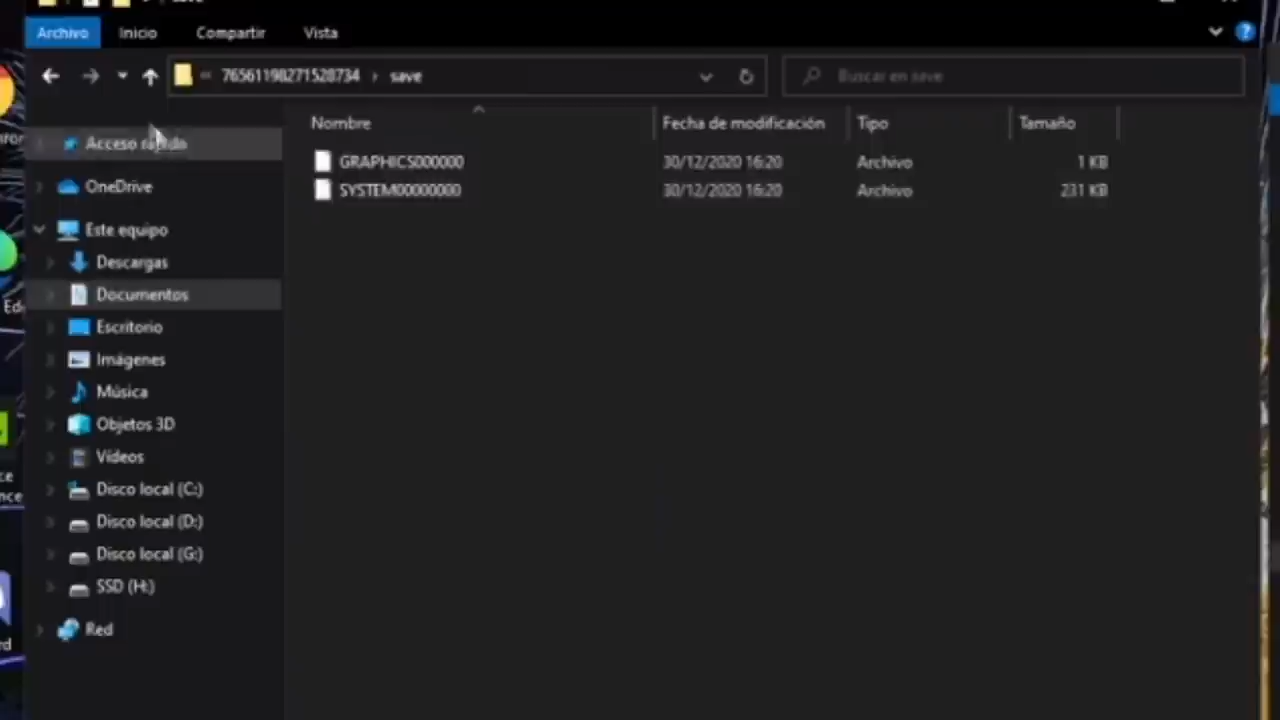 Archivo Inicio Compartir Vista
76561198271528734 › save
Buscar en save
Nombre Fecha de modificación Tipo Tamaño
GRAPHICS000000 30/12/2020 16:20 Archivo 1 KB
SYSTEM00000000 30/12/2020 16:20 Archivo 231 KB
Acceso rápido
OneDrive
Este equipo
Descargas
Documentos
Escritorio
Imágenes
Música
Objetos 3D
Vídeos
Disco local (C:)
Disco local (D:)
Disco local (G:)
SSD (H:)
Red